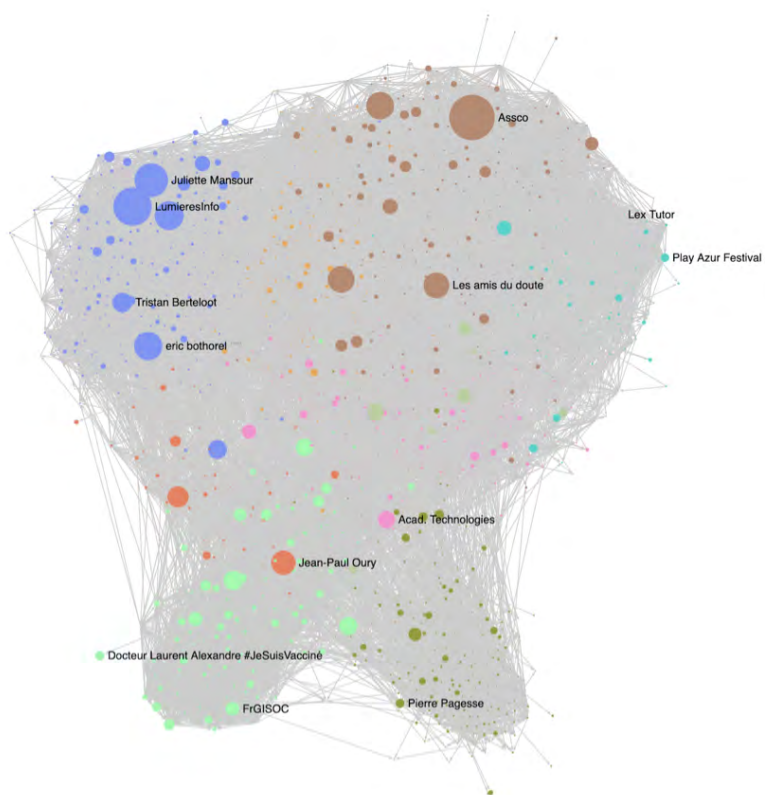 Assco
Juliette Mansour
LumieresInfo
Lex Tutor
Play Azur Festival
Les amis du doute
Tristan Berteloot
eric bothorel
Acad. Technologies
Jean-Paul Oury
Docteur Laurent Alexandre #JeSuisVacciné
Pierre Pagesse
FrGISOC